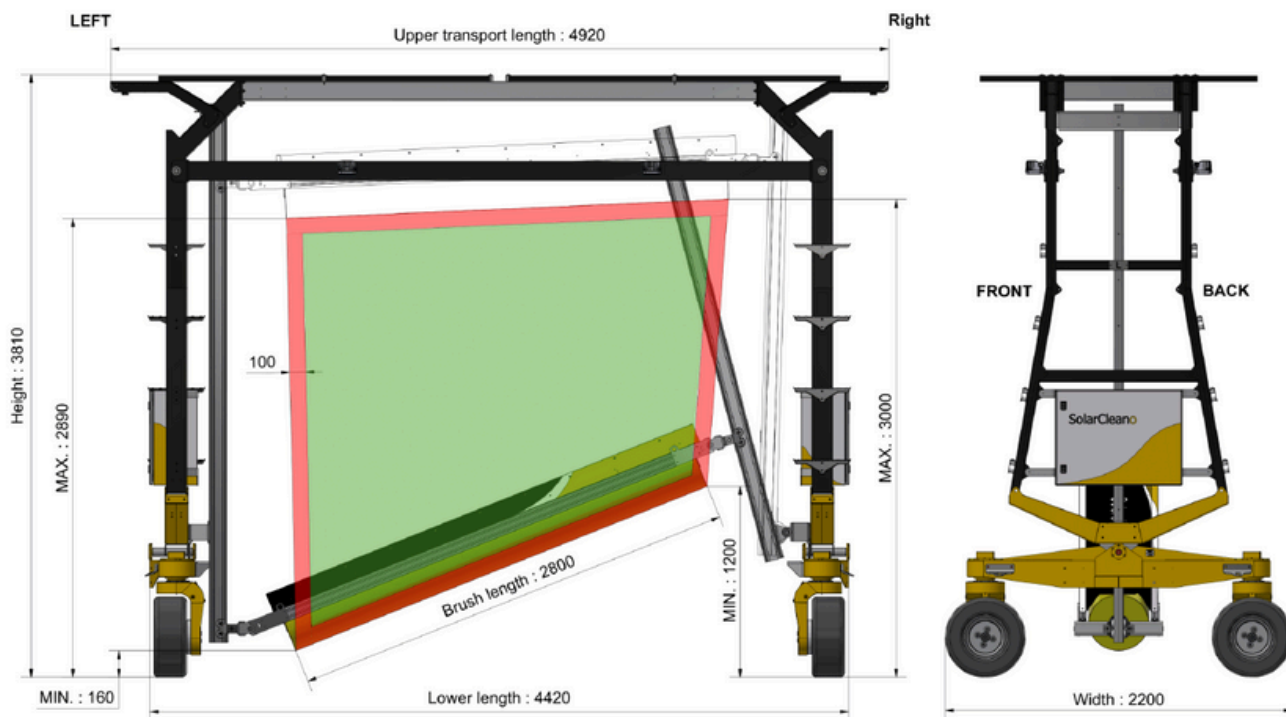 LEFT
Right
Upper transport length : 4920
Height : 3810
MAX. : 2890
100
MAX. : 3000
MIN. : 1200
Brush length : 2800
MIN. : 160
Lower length : 4420
FRONT
BACK
SolarCleano
Width : 2200